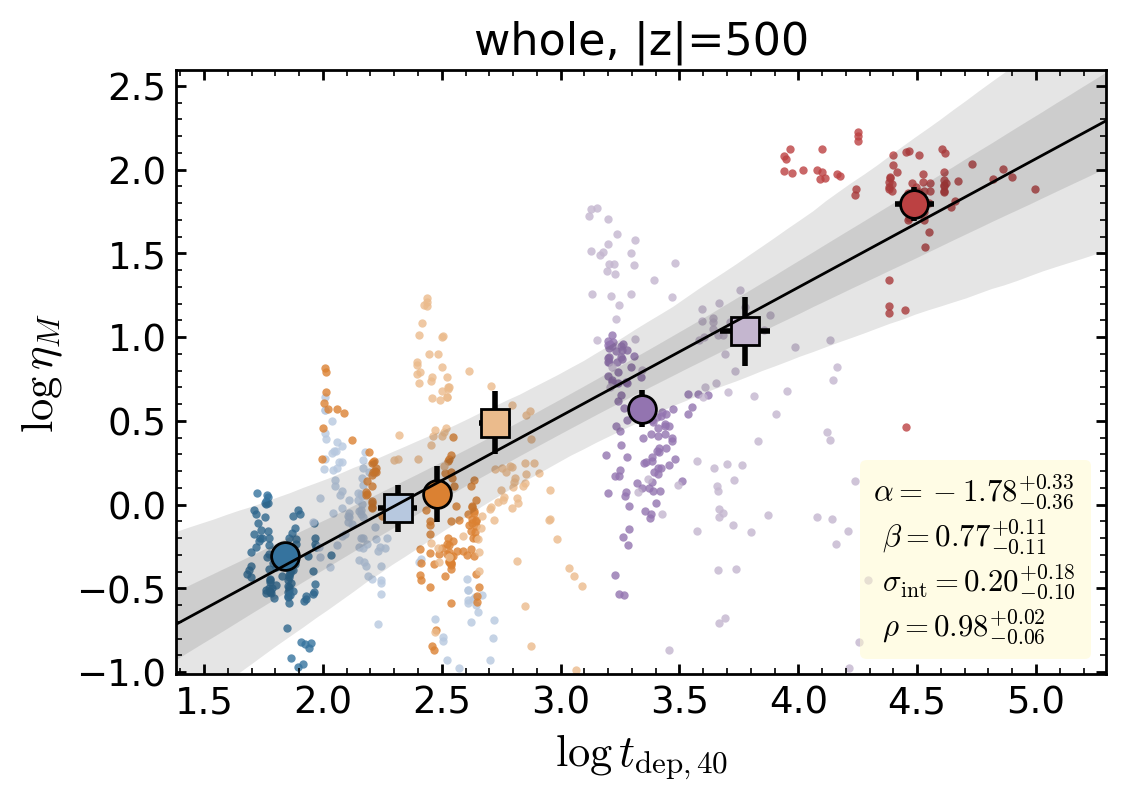 whole, |z|=500
log η_M
2.5
2.0
1.5
1.0
0.5
0.0
−0.5
−1.0
α = −1.78^{+0.33}_{−0.36}
β = 0.77^{+0.11}_{−0.11}
σ_int = 0.20^{+0.18}_{−0.10}
ρ = 0.98^{+0.02}_{−0.06}
1.5 2.0 2.5 3.0 3.5 4.0 4.5 5.0
log t_{dep, 40}